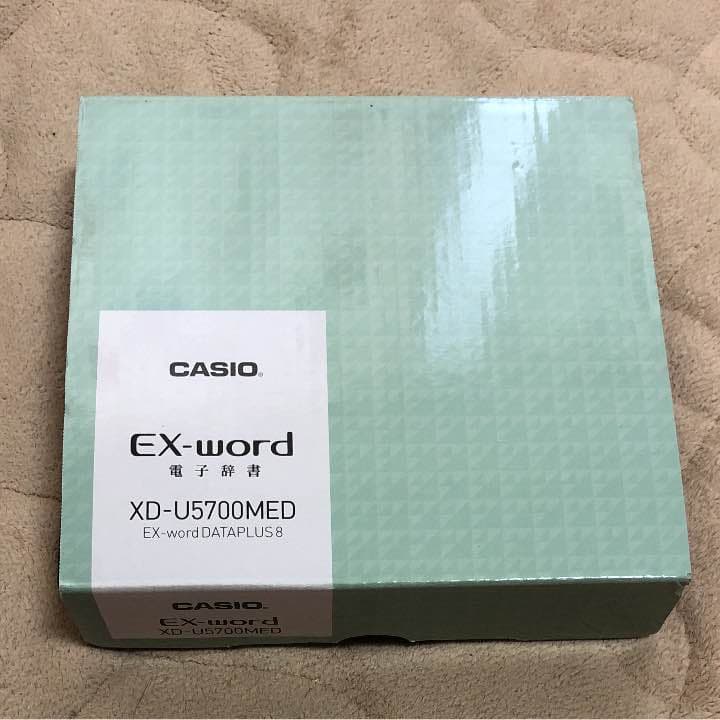 CASIO®
EX-word
電子辞書
XD-U5700MED
EX-word DATAPLUS 8
CASIO®
EX-word
XD-U5700MED